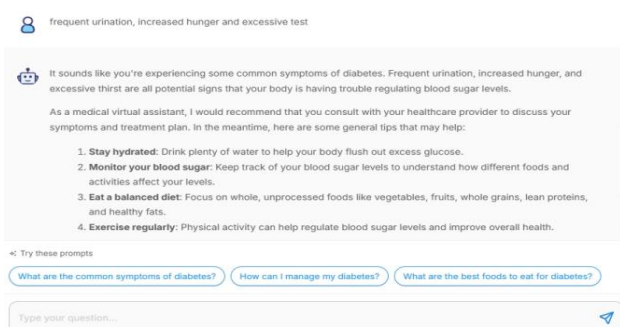 frequent urination, increased hunger and excessive test
It sounds like you're experiencing some common symptoms of diabetes. Frequent urination, increased hunger, and
excessive thirst are all potential signs that your body is having trouble regulating blood sugar levels.
As a medical virtual assistant, I would recommend that you consult with your healthcare provider to discuss your
symptoms and treatment plan. In the meantime, here are some general tips that may help:
1. Stay hydrated: Drink plenty of water to help your body flush out excess glucose.
2. Monitor your blood sugar: Keep track of your blood sugar levels to understand how different foods and
activities affect your levels.
3. Eat a balanced diet: Focus on whole, unprocessed foods like vegetables, fruits, whole grains, lean proteins,
and healthy fats.
4. Exercise regularly: Physical activity can help regulate blood sugar levels and improve overall health.
Try these prompts
What are the common symptoms of diabetes? How can I manage my diabetes? What are the best foods to eat for diabetes?
Type your question...